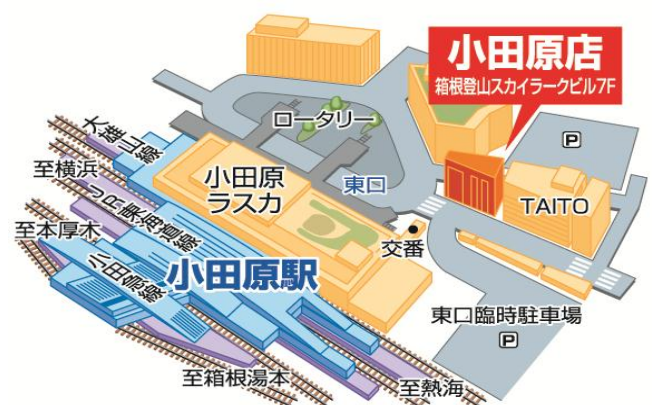 小田原店
箱根登山スカイラークビル7F
ロータリー
P
大雄山線
至横浜
小田原
ラスカ
東口
TAITO
JR東海道線
至本厚木
交番
小田急線
小田原駅
東口臨時駐車場
P
至箱根湯本
至熱海